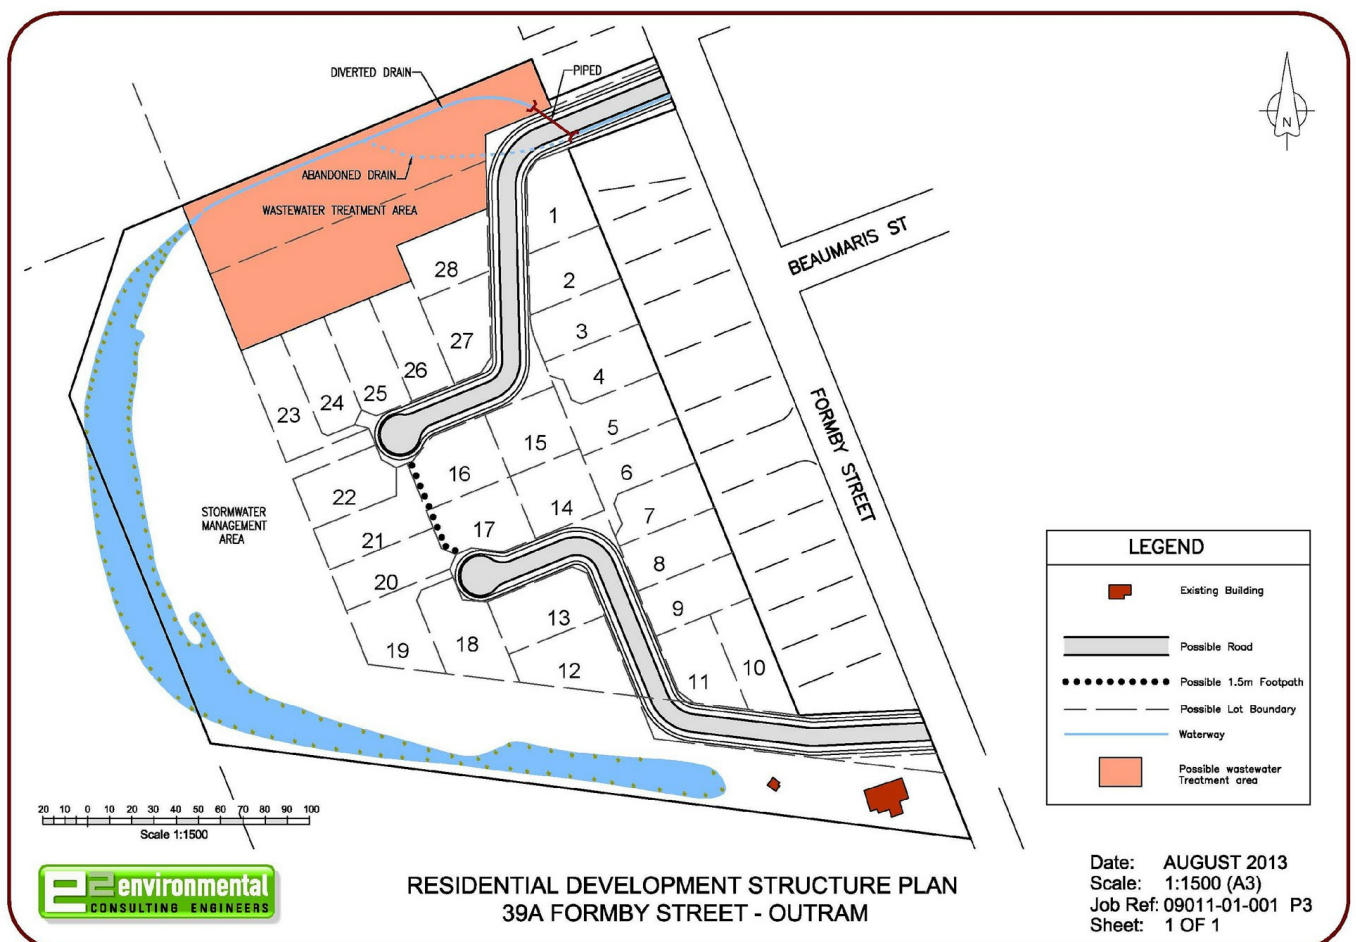 DIVERTED DRAIN
PIPED
ABANDONED DRAIN
WASTEWATER TREATMENT AREA
N
BEAUMARIS ST
FORMBY STREET
1
2
3
4
5
6
7
8
9
10
11
12
13
14
15
16
17
18
19
20
21
22
23
24
25
26
27
28
STORMWATER
MANAGEMENT
AREA
LEGEND
Existing Building
Possible Road
Possible 1.5m Footpath
Possible Lot Boundary
Waterway
Possible wastewater
Treatment area
20 10 0 10 20 30 40 50 60 70 80 90 100
Scale 1:1500
e2 environmental
CONSULTING ENGINEERS
RESIDENTIAL DEVELOPMENT STRUCTURE PLAN
39A FORMBY STREET - OUTRAM
Date: AUGUST 2013
Scale: 1:1500 (A3)
Job Ref: 09011-01-001 P3
Sheet: 1 OF 1